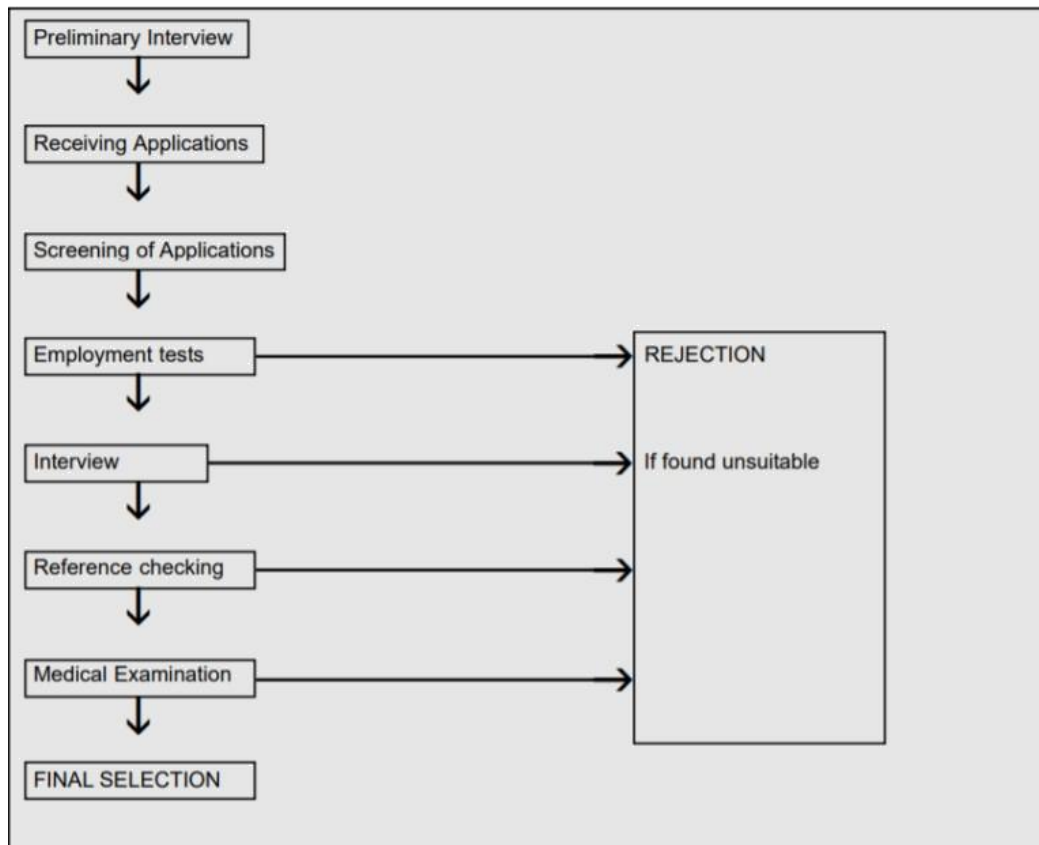 Preliminary Interview
Receiving Applications
Screening of Applications
Employment tests
REJECTION
Interview
If found unsuitable
Reference checking
Medical Examination
FINAL SELECTION